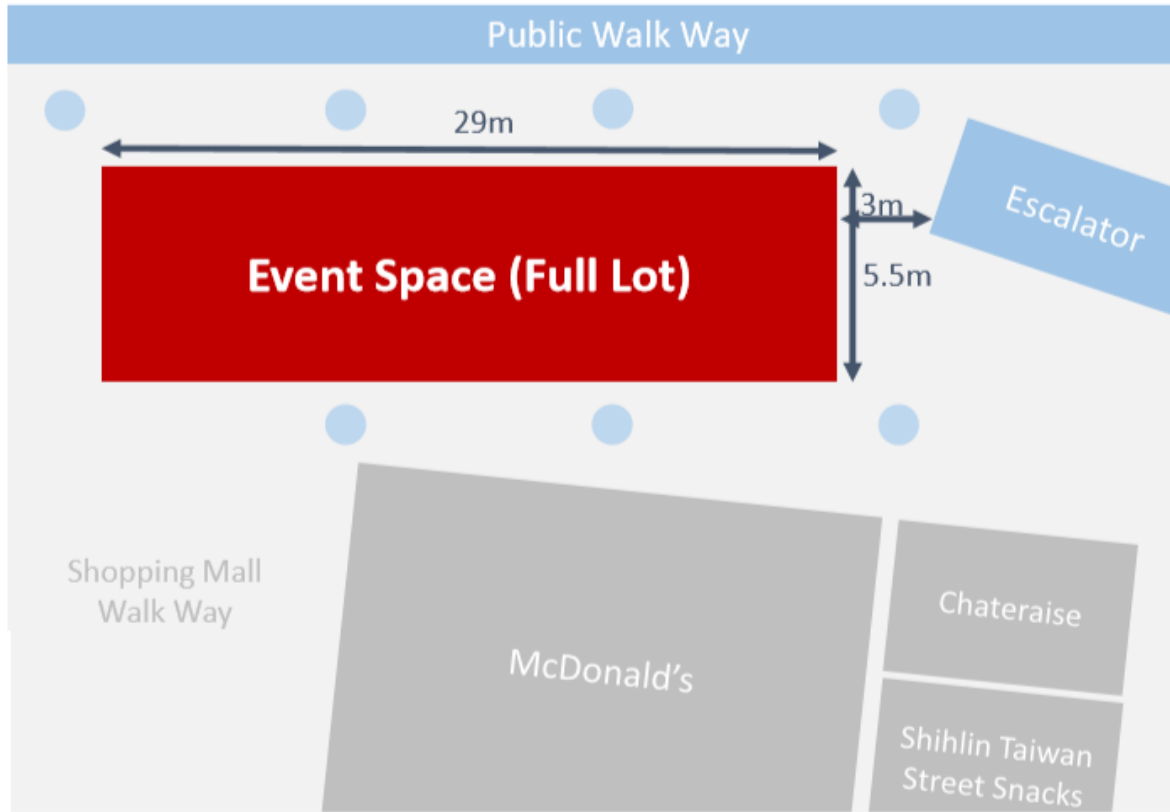 Public Walk Way
29m
3m
Escalator
Event Space (Full Lot)
5.5m
Shopping Mall
Walk Way
Chateraise
McDonald's
Shihlin Taiwan
Street Snacks